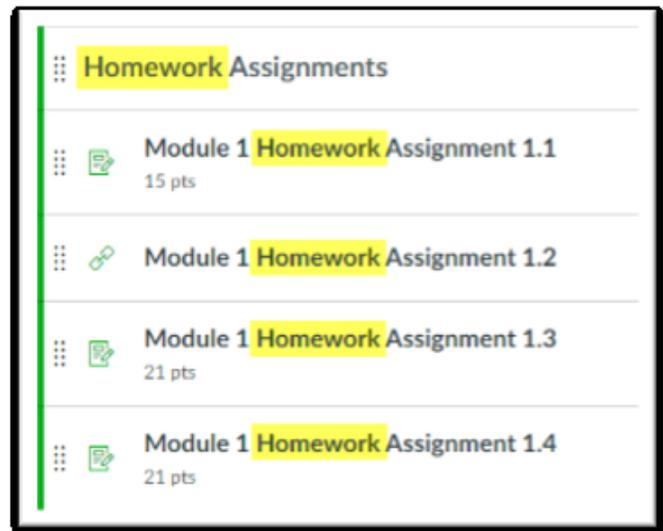 Homework Assignments
Module 1 Homework Assignment 1.1
15 pts
Module 1 Homework Assignment 1.2
Module 1 Homework Assignment 1.3
21 pts
Module 1 Homework Assignment 1.4
21 pts